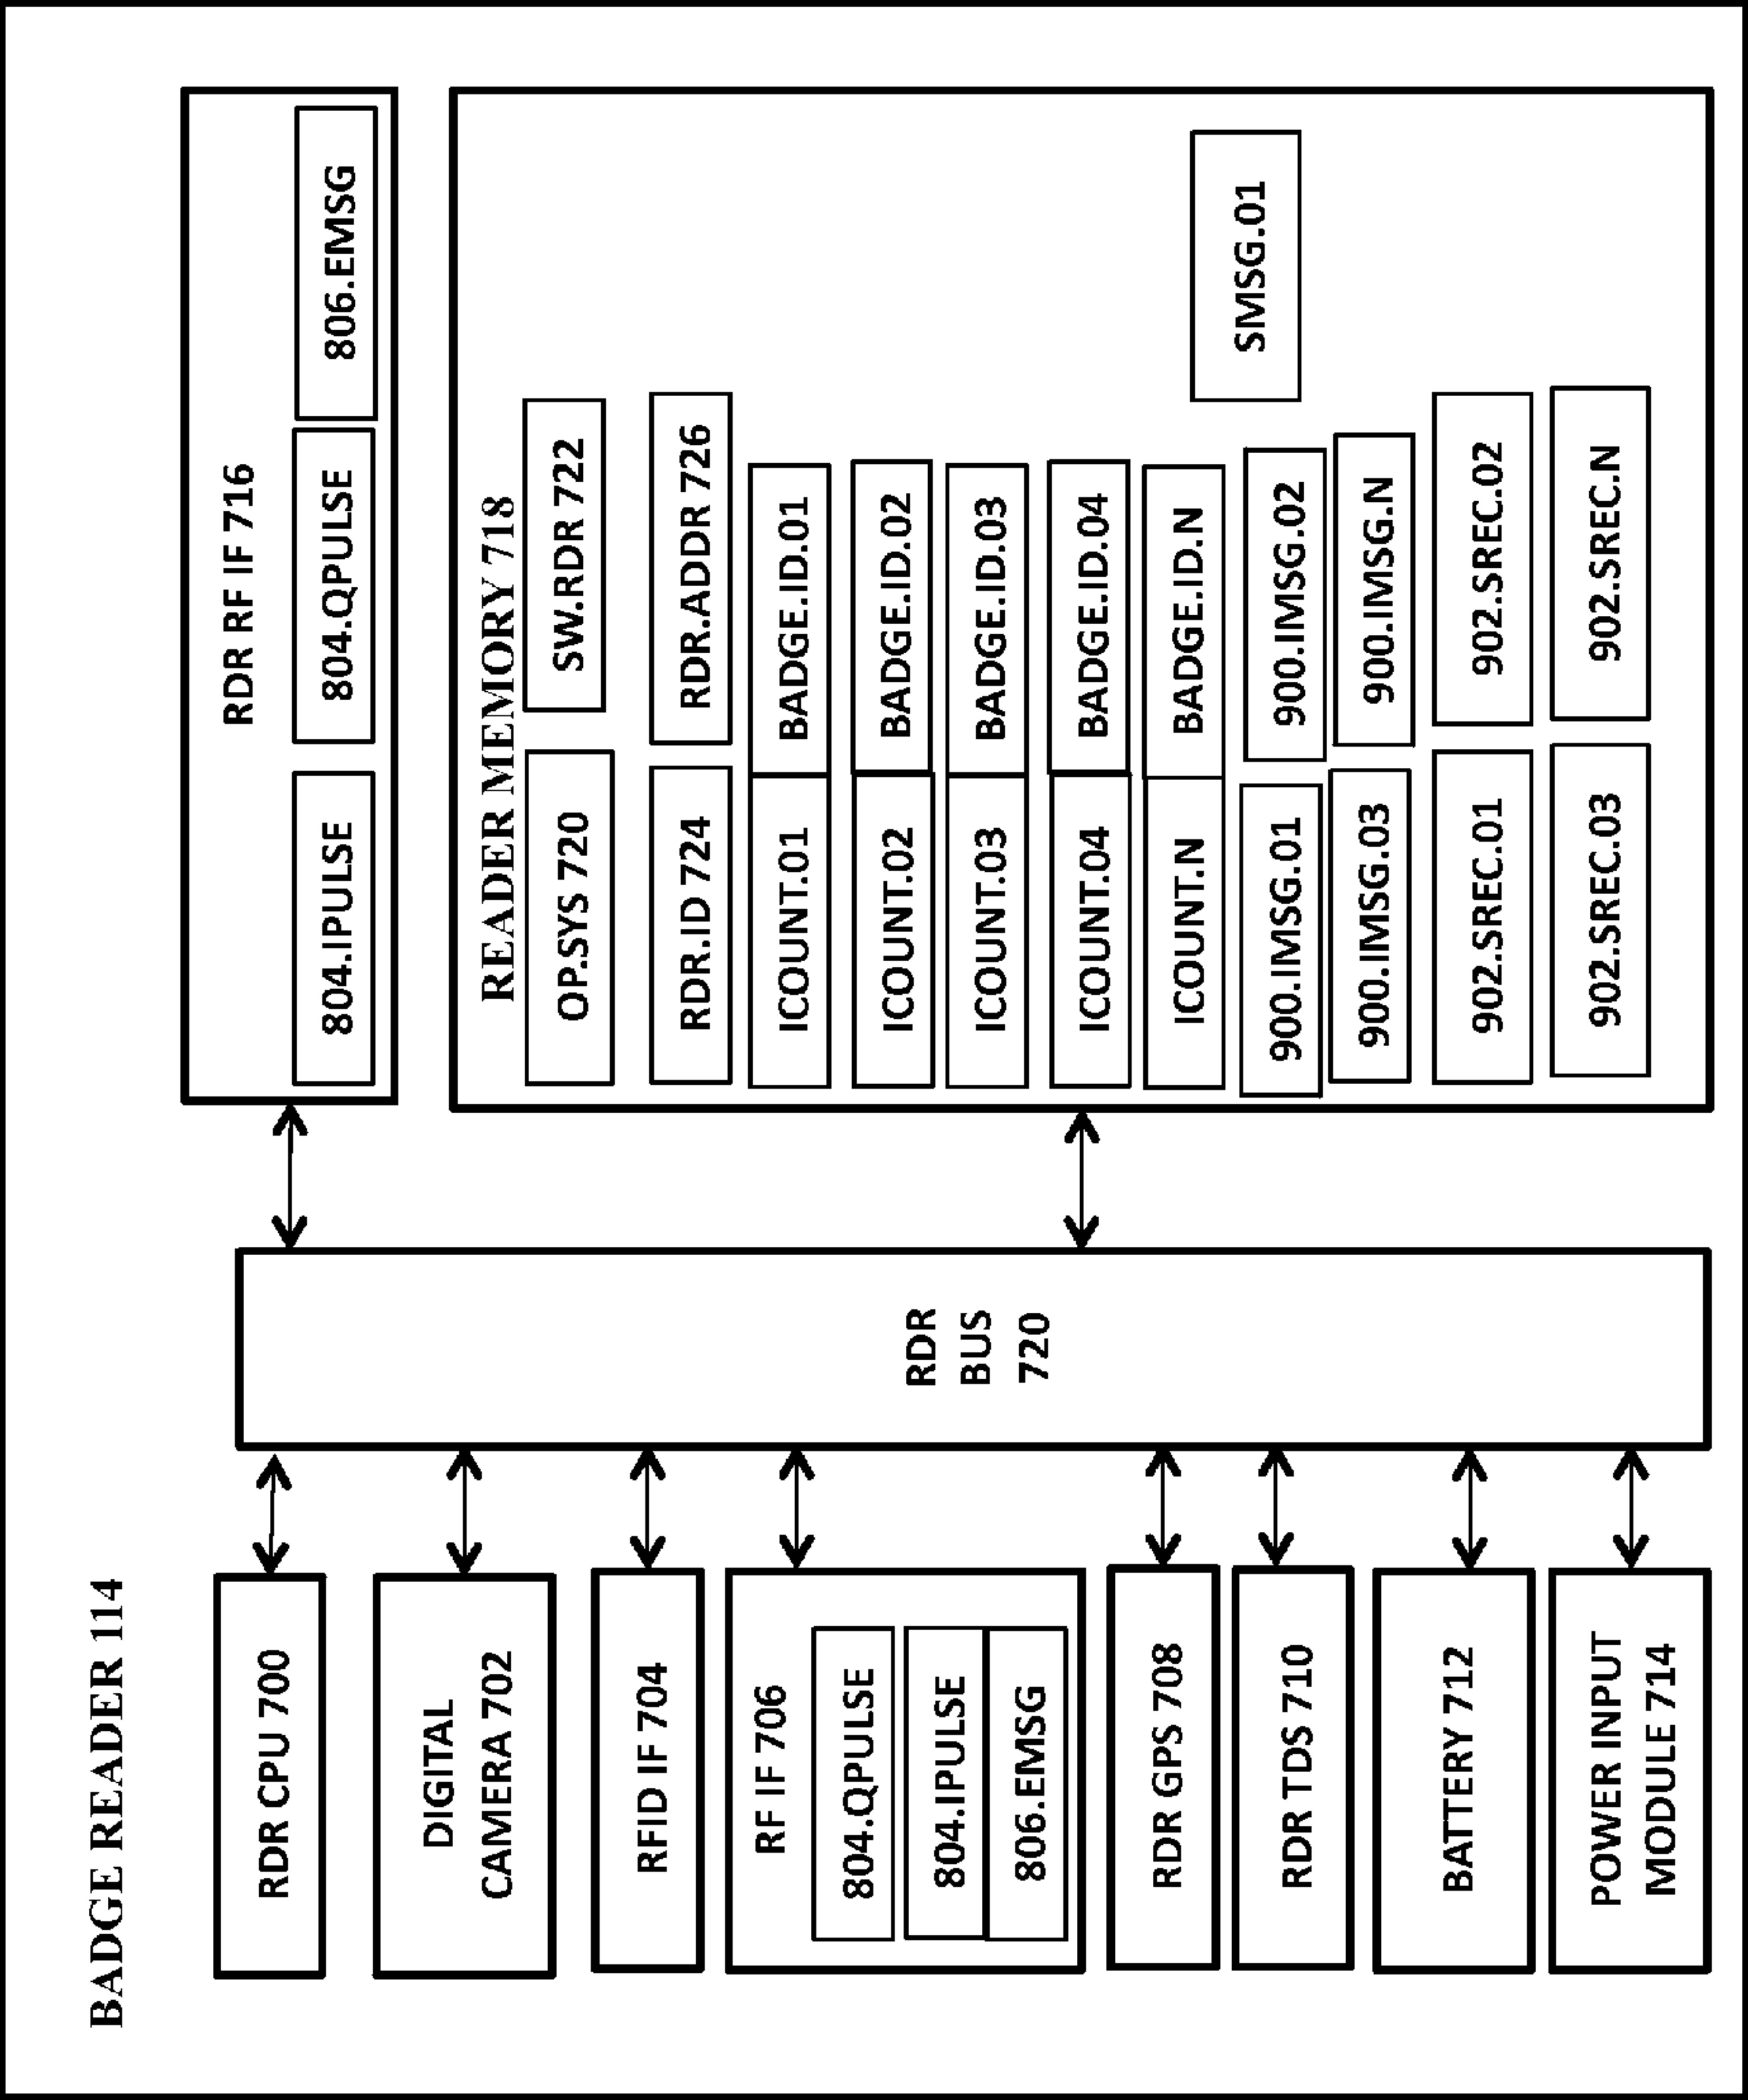 BADGE READER 114
RDR CPU 700
DIGITAL
CAMERA 702
RFID IF 704
RF IF 706
804.QPULSE
804.IPULSE
806.EMSG
RDR GPS 708
RDR TDS 710
BATTERY 712
POWER INPUT
MODULE 714
RDR
BUS
720
RDR RF IF 716
804.IPULSE
804.QPULSE
806.EMSG
READER MEMORY 718
OP.SYS 720
SW.RDR 722
RDR.ID 724
RDR.ADDR 726
ICOUNT.01
BADGE.ID.01
ICOUNT.02
BADGE.ID.02
ICOUNT.03
BADGE.ID.03
ICOUNT.04
BADGE.ID.04
ICOUNT.N
BADGE.ID.N
900.IMSG.01
900.IMSG.02
SMSG.01
900.IMSG.03
900.IMSG.N
902.SREC.01
902.SREC.02
902.SREC.03
902.SREC.N